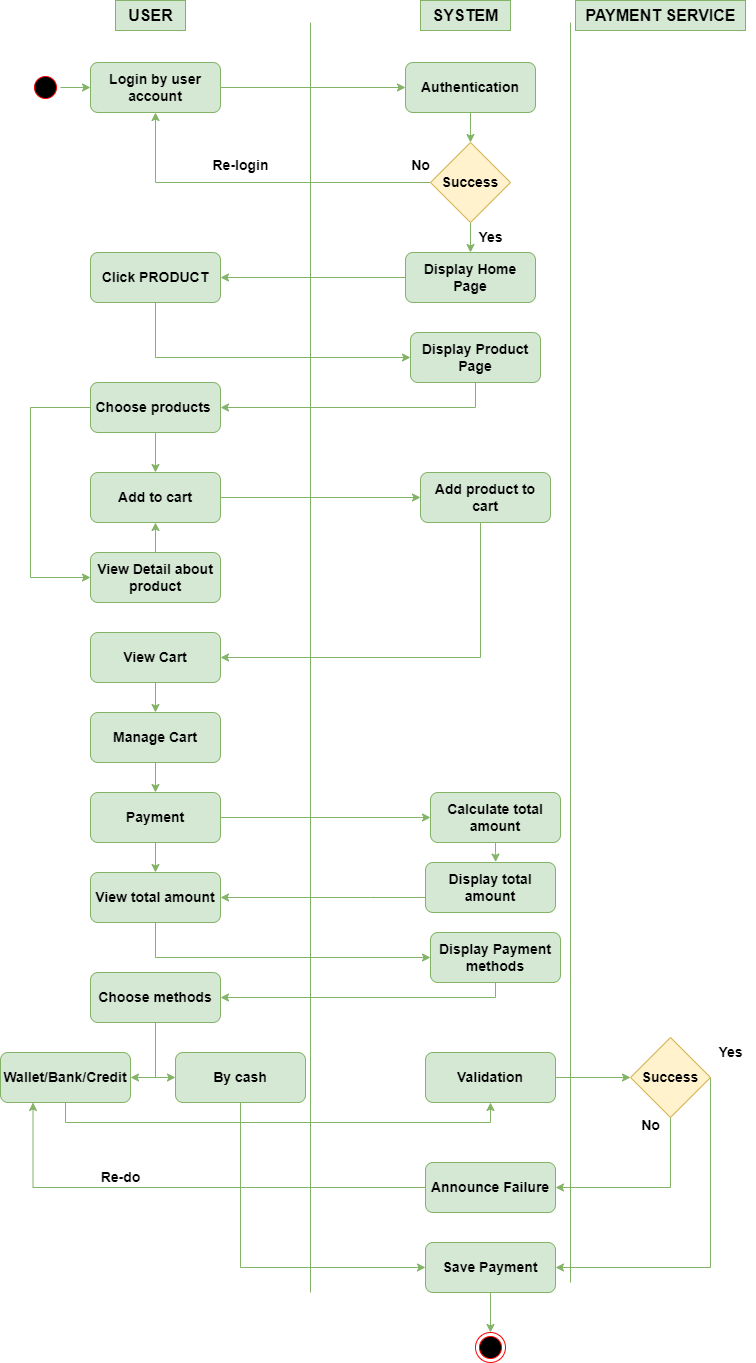 USER
SYSTEM
PAYMENT SERVICE
Login by user
account
Authentication
Re-login
No
Success
Yes
Click PRODUCT
Display Home
Page
Display Product
Page
Choose products
Add to cart
Add product to
cart
View Detail about
product
View Cart
Manage Cart
Payment
Calculate total
amount
View total amount
Display total
amount
Display Payment
methods
Choose methods
Wallet/Bank/Credit
By cash
Validation
Success
Yes
No
Re-do
Announce Failure
Save Payment